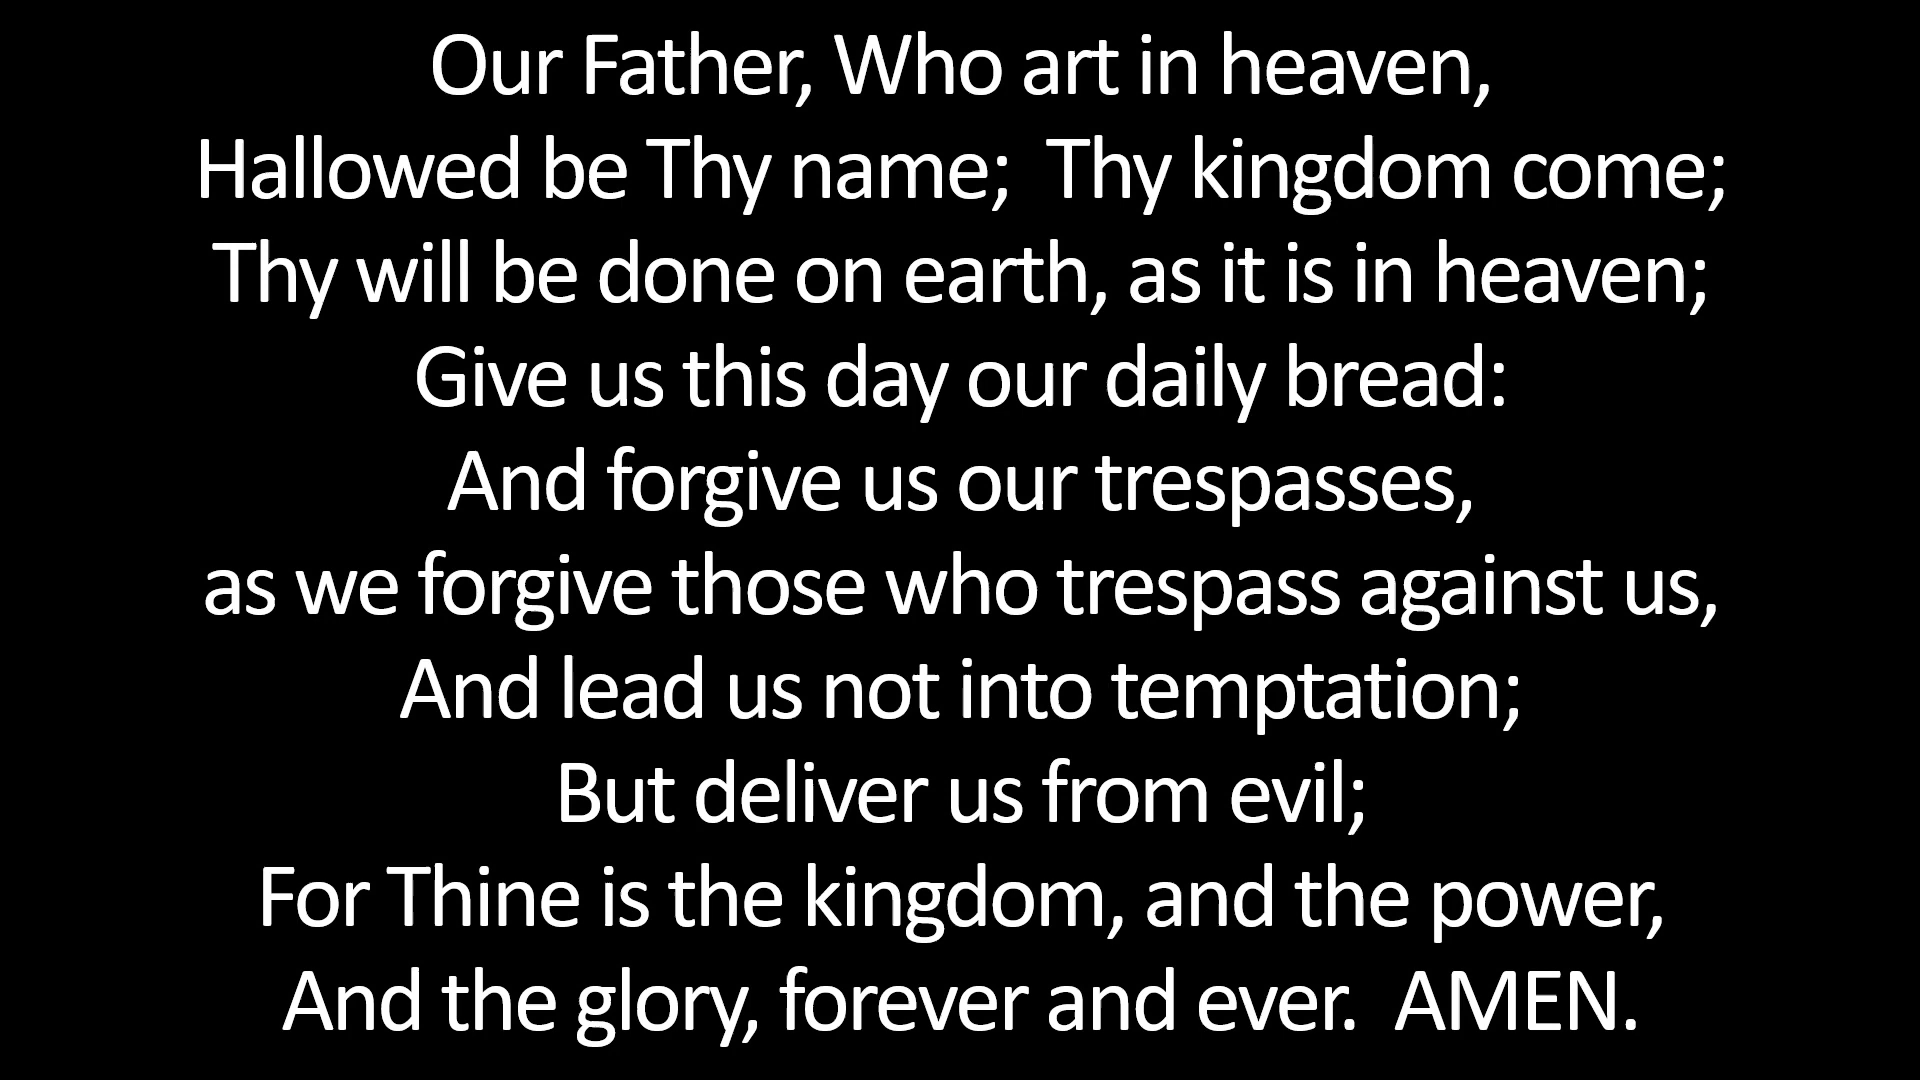 Our Father, Who art in heaven,
Hallowed be Thy name;  Thy kingdom come;
Thy will be done on earth, as it is in heaven;
Give us this day our daily bread:
And forgive us our trespasses,
as we forgive those who trespass against us,
And lead us not into temptation;
But deliver us from evil;
For Thine is the kingdom, and the power,
And the glory, forever and ever.  AMEN.